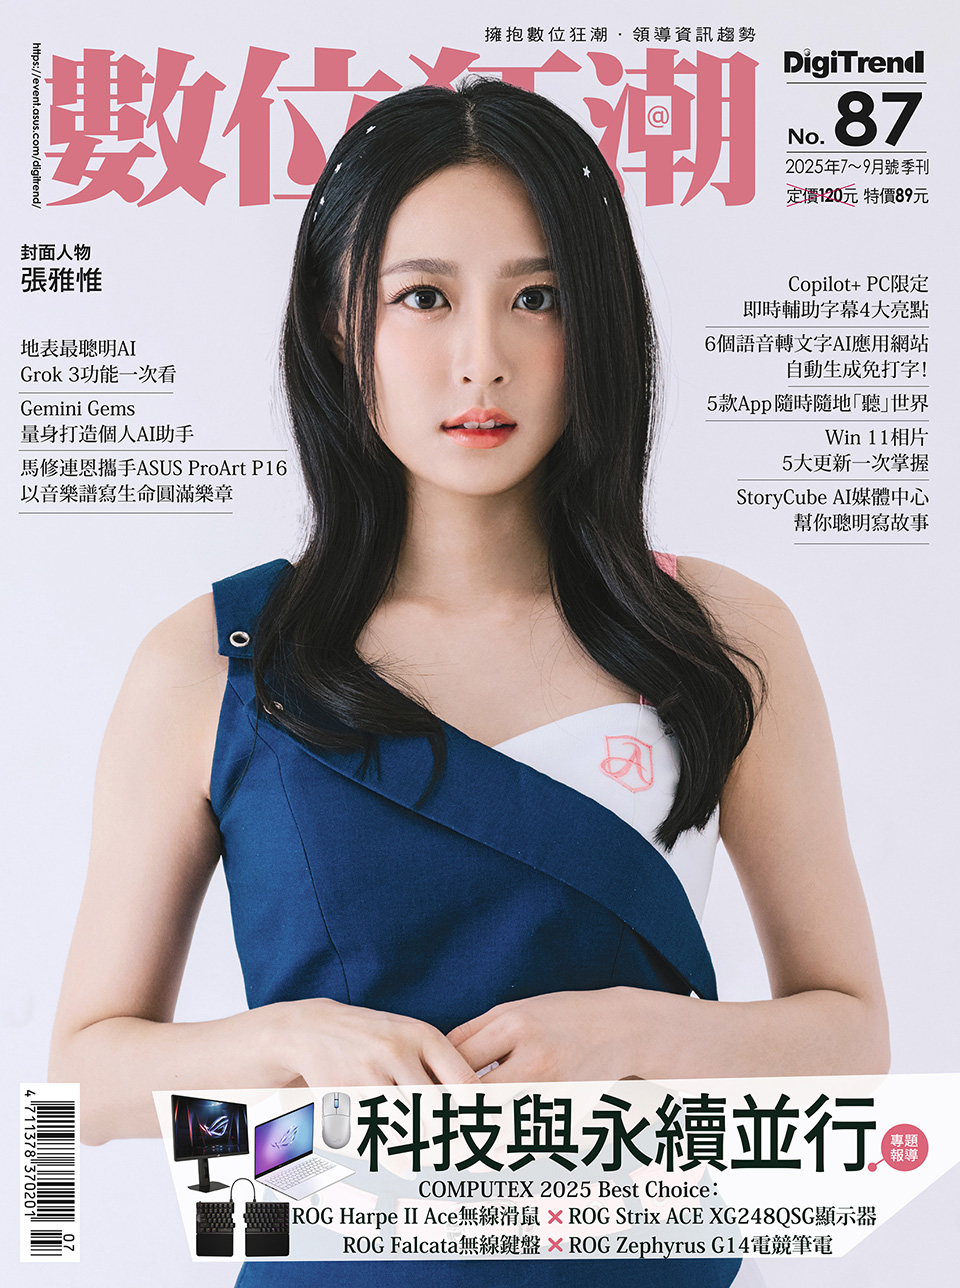 擁抱數位狂潮・領導資訊趨勢
https://event.asus.com/digitrend/
數位狂潮
@
DigiTrend
No. 87
2025年7～9月號季刊
定價120元 特價89元
封面人物
張雅惟
地表最聰明AI
Grok 3功能一次看
Gemini Gems
量身打造個人AI助手
馬修連恩攜手ASUS ProArt P16
以音樂譜寫生命圓滿樂章
Copilot+ PC限定
即時輔助字幕4大亮點
6個語音轉文字AI應用網站
自動生成免打字！
5款App隨時隨地「聽」世界
Win 11相片
5大更新一次掌握
StoryCube AI媒體中心
幫你聰明寫故事
A
科技與永續並行
專題
報導
COMPUTEX 2025 Best Choice：
ROG Harpe II Ace無線滑鼠 × ROG Strix ACE XG248QSG顯示器
ROG Falcata無線鍵盤 × ROG Zephyrus G14電競筆電
4711378370201
07